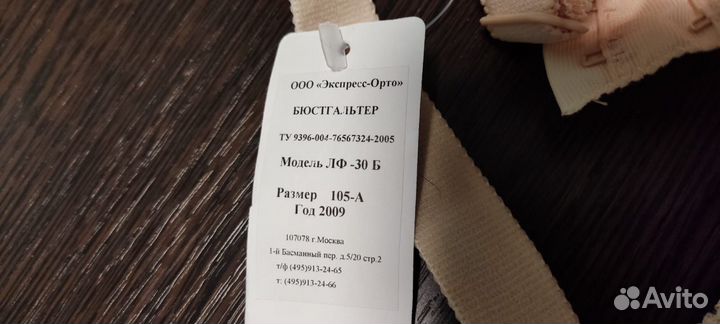 ООО «Экспресс-Орто»
БЮСТГАЛЬТЕР
ТУ 9396-004-76567324-2005
Модель ЛФ -30 Б
Размер 105-А
Год 2009
107078 г.Москва
1-й Басманный пер. д.5/20 стр.2
т/ф (495)913-24-65
т: (495)913-24-66
Avito